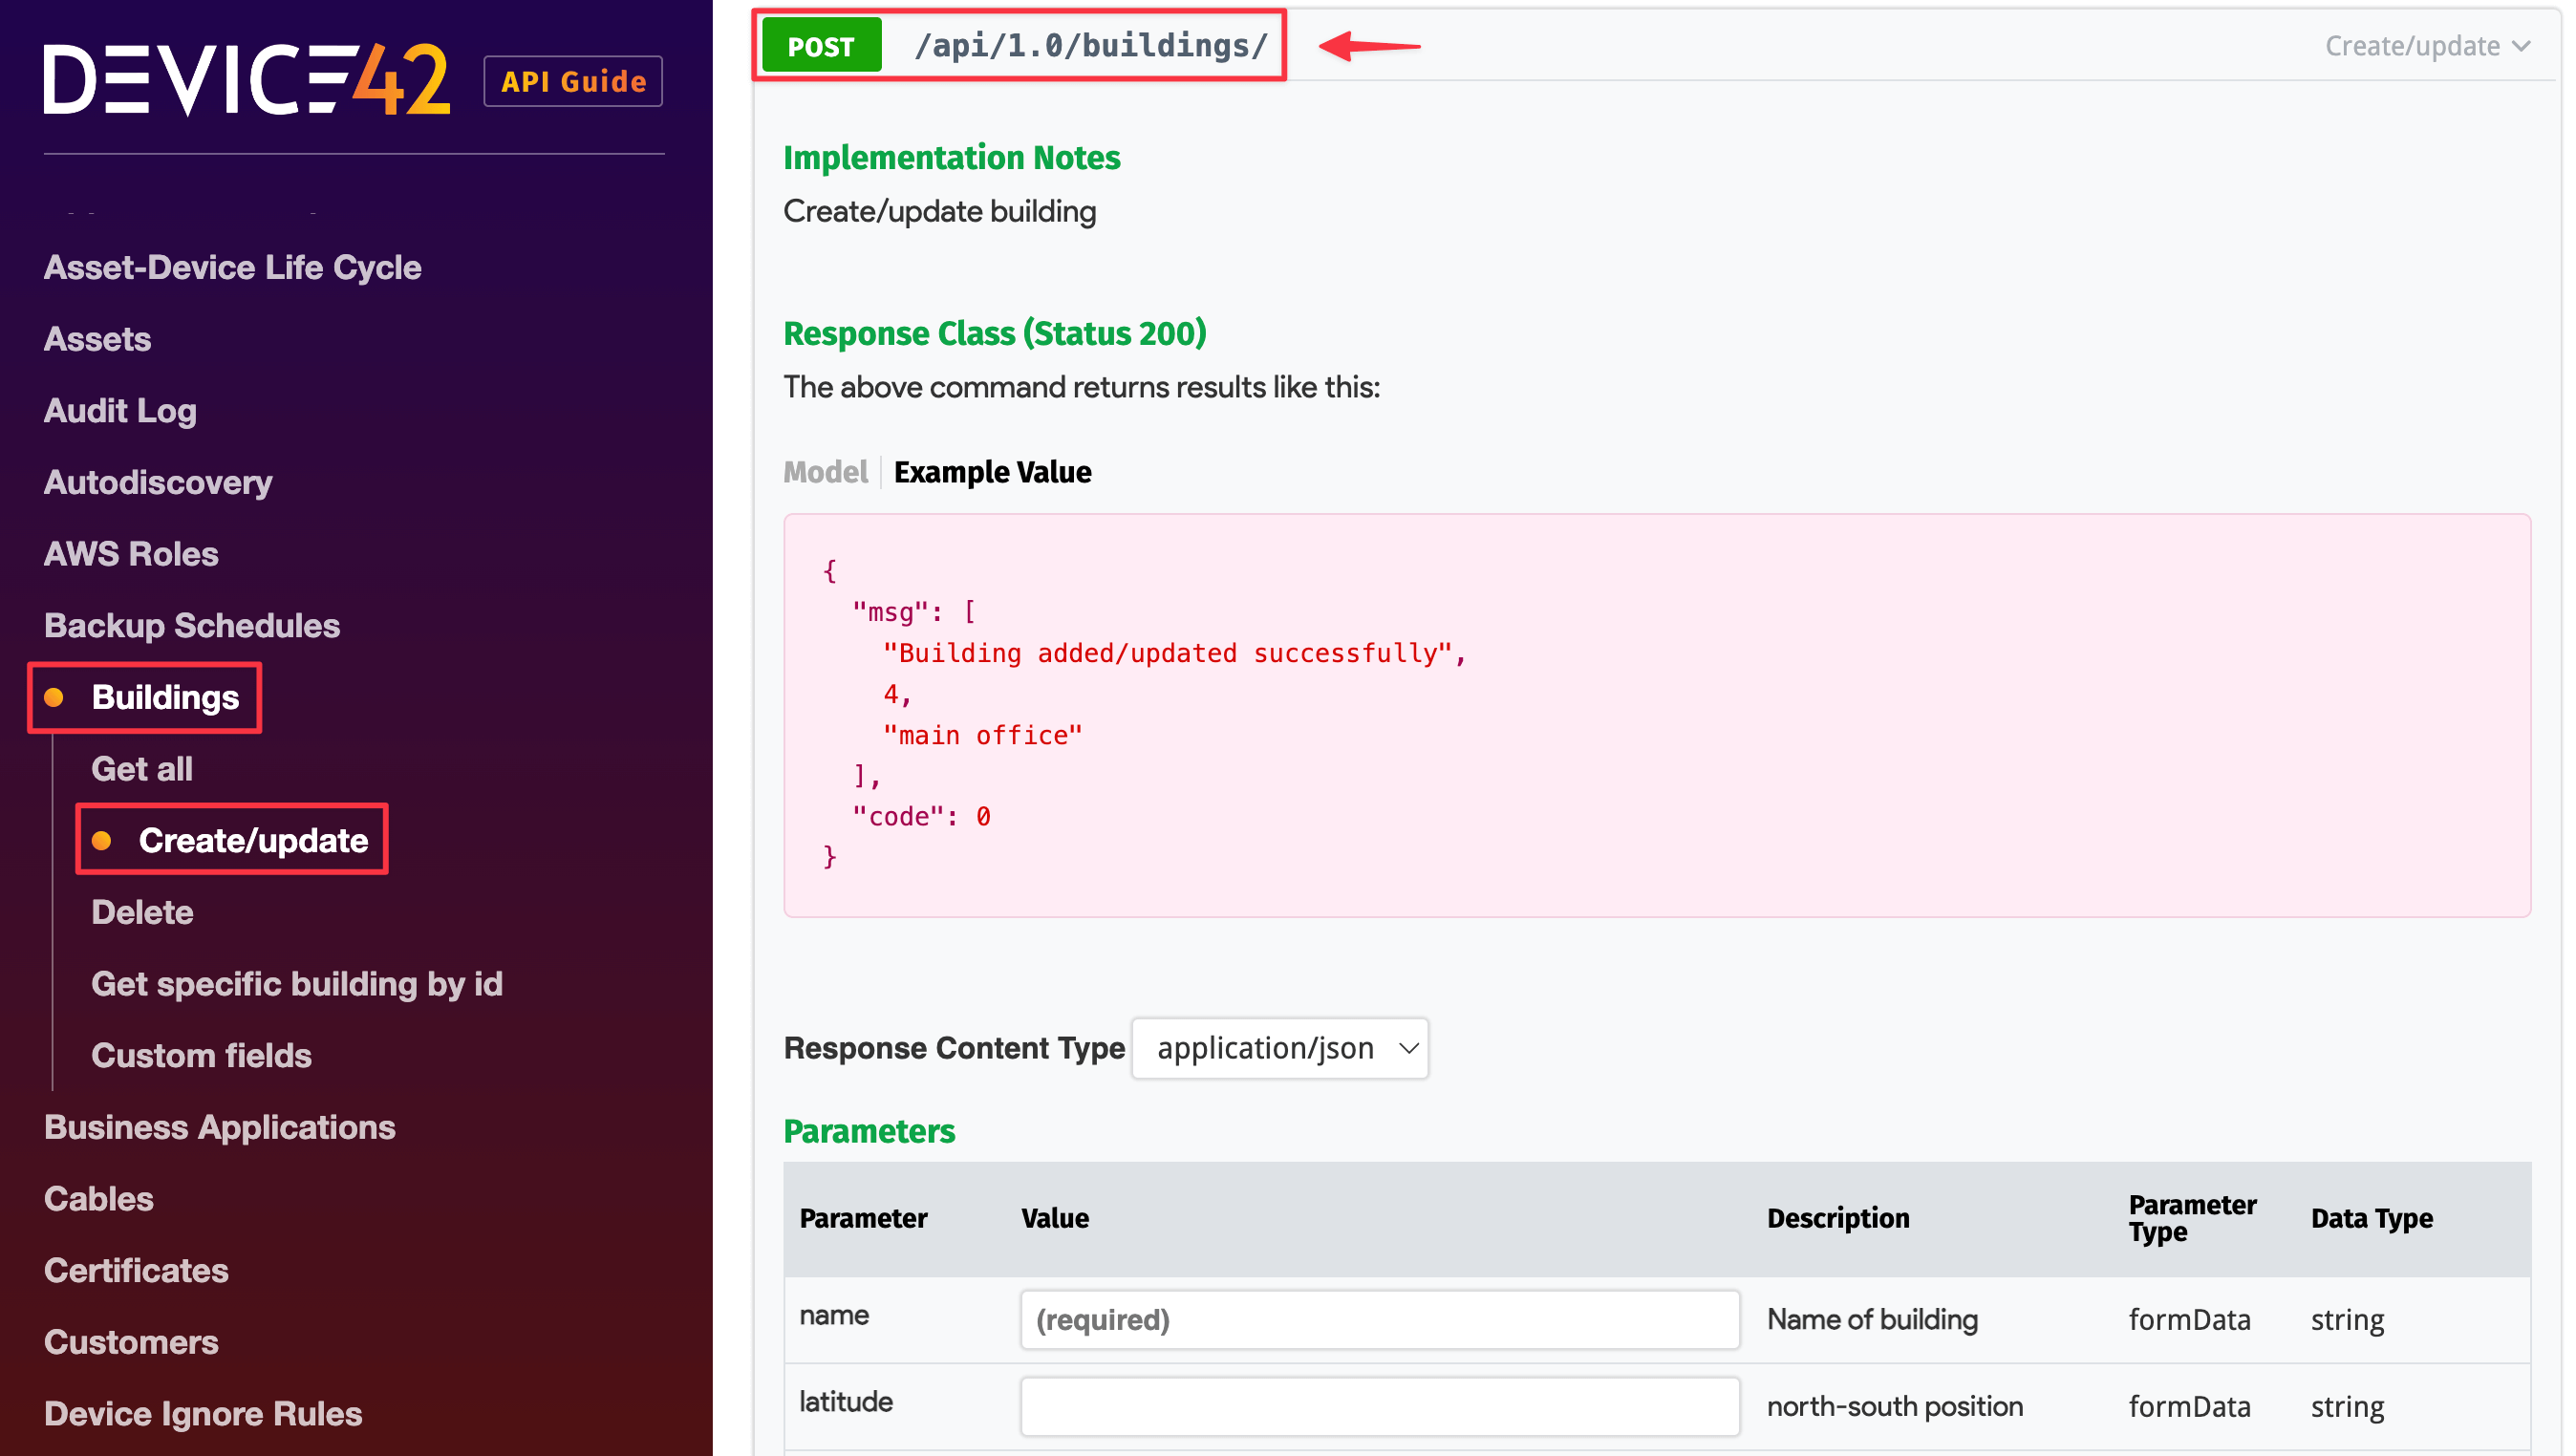 DEVICE42 API Guide
Asset-Device Life Cycle
Assets
Audit Log
Autodiscovery
AWS Roles
Backup Schedules
Buildings
Get all
Create/update
Delete
Get specific building by id
Custom fields
Business Applications
Cables
Certificates
Customers
Device Ignore Rules
POST /api/1.0/buildings/ Create/update
Implementation Notes
Create/update building
Response Class (Status 200)
The above command returns results like this:
Model Example Value
{
"msg": [
"Building added/updated successfully",
4,
"main office"
],
"code": 0
}
Response Content Type application/json
Parameters
Parameter Value Description Parameter Type Data Type
name (required) Name of building formData string
latitude north-south position formData string